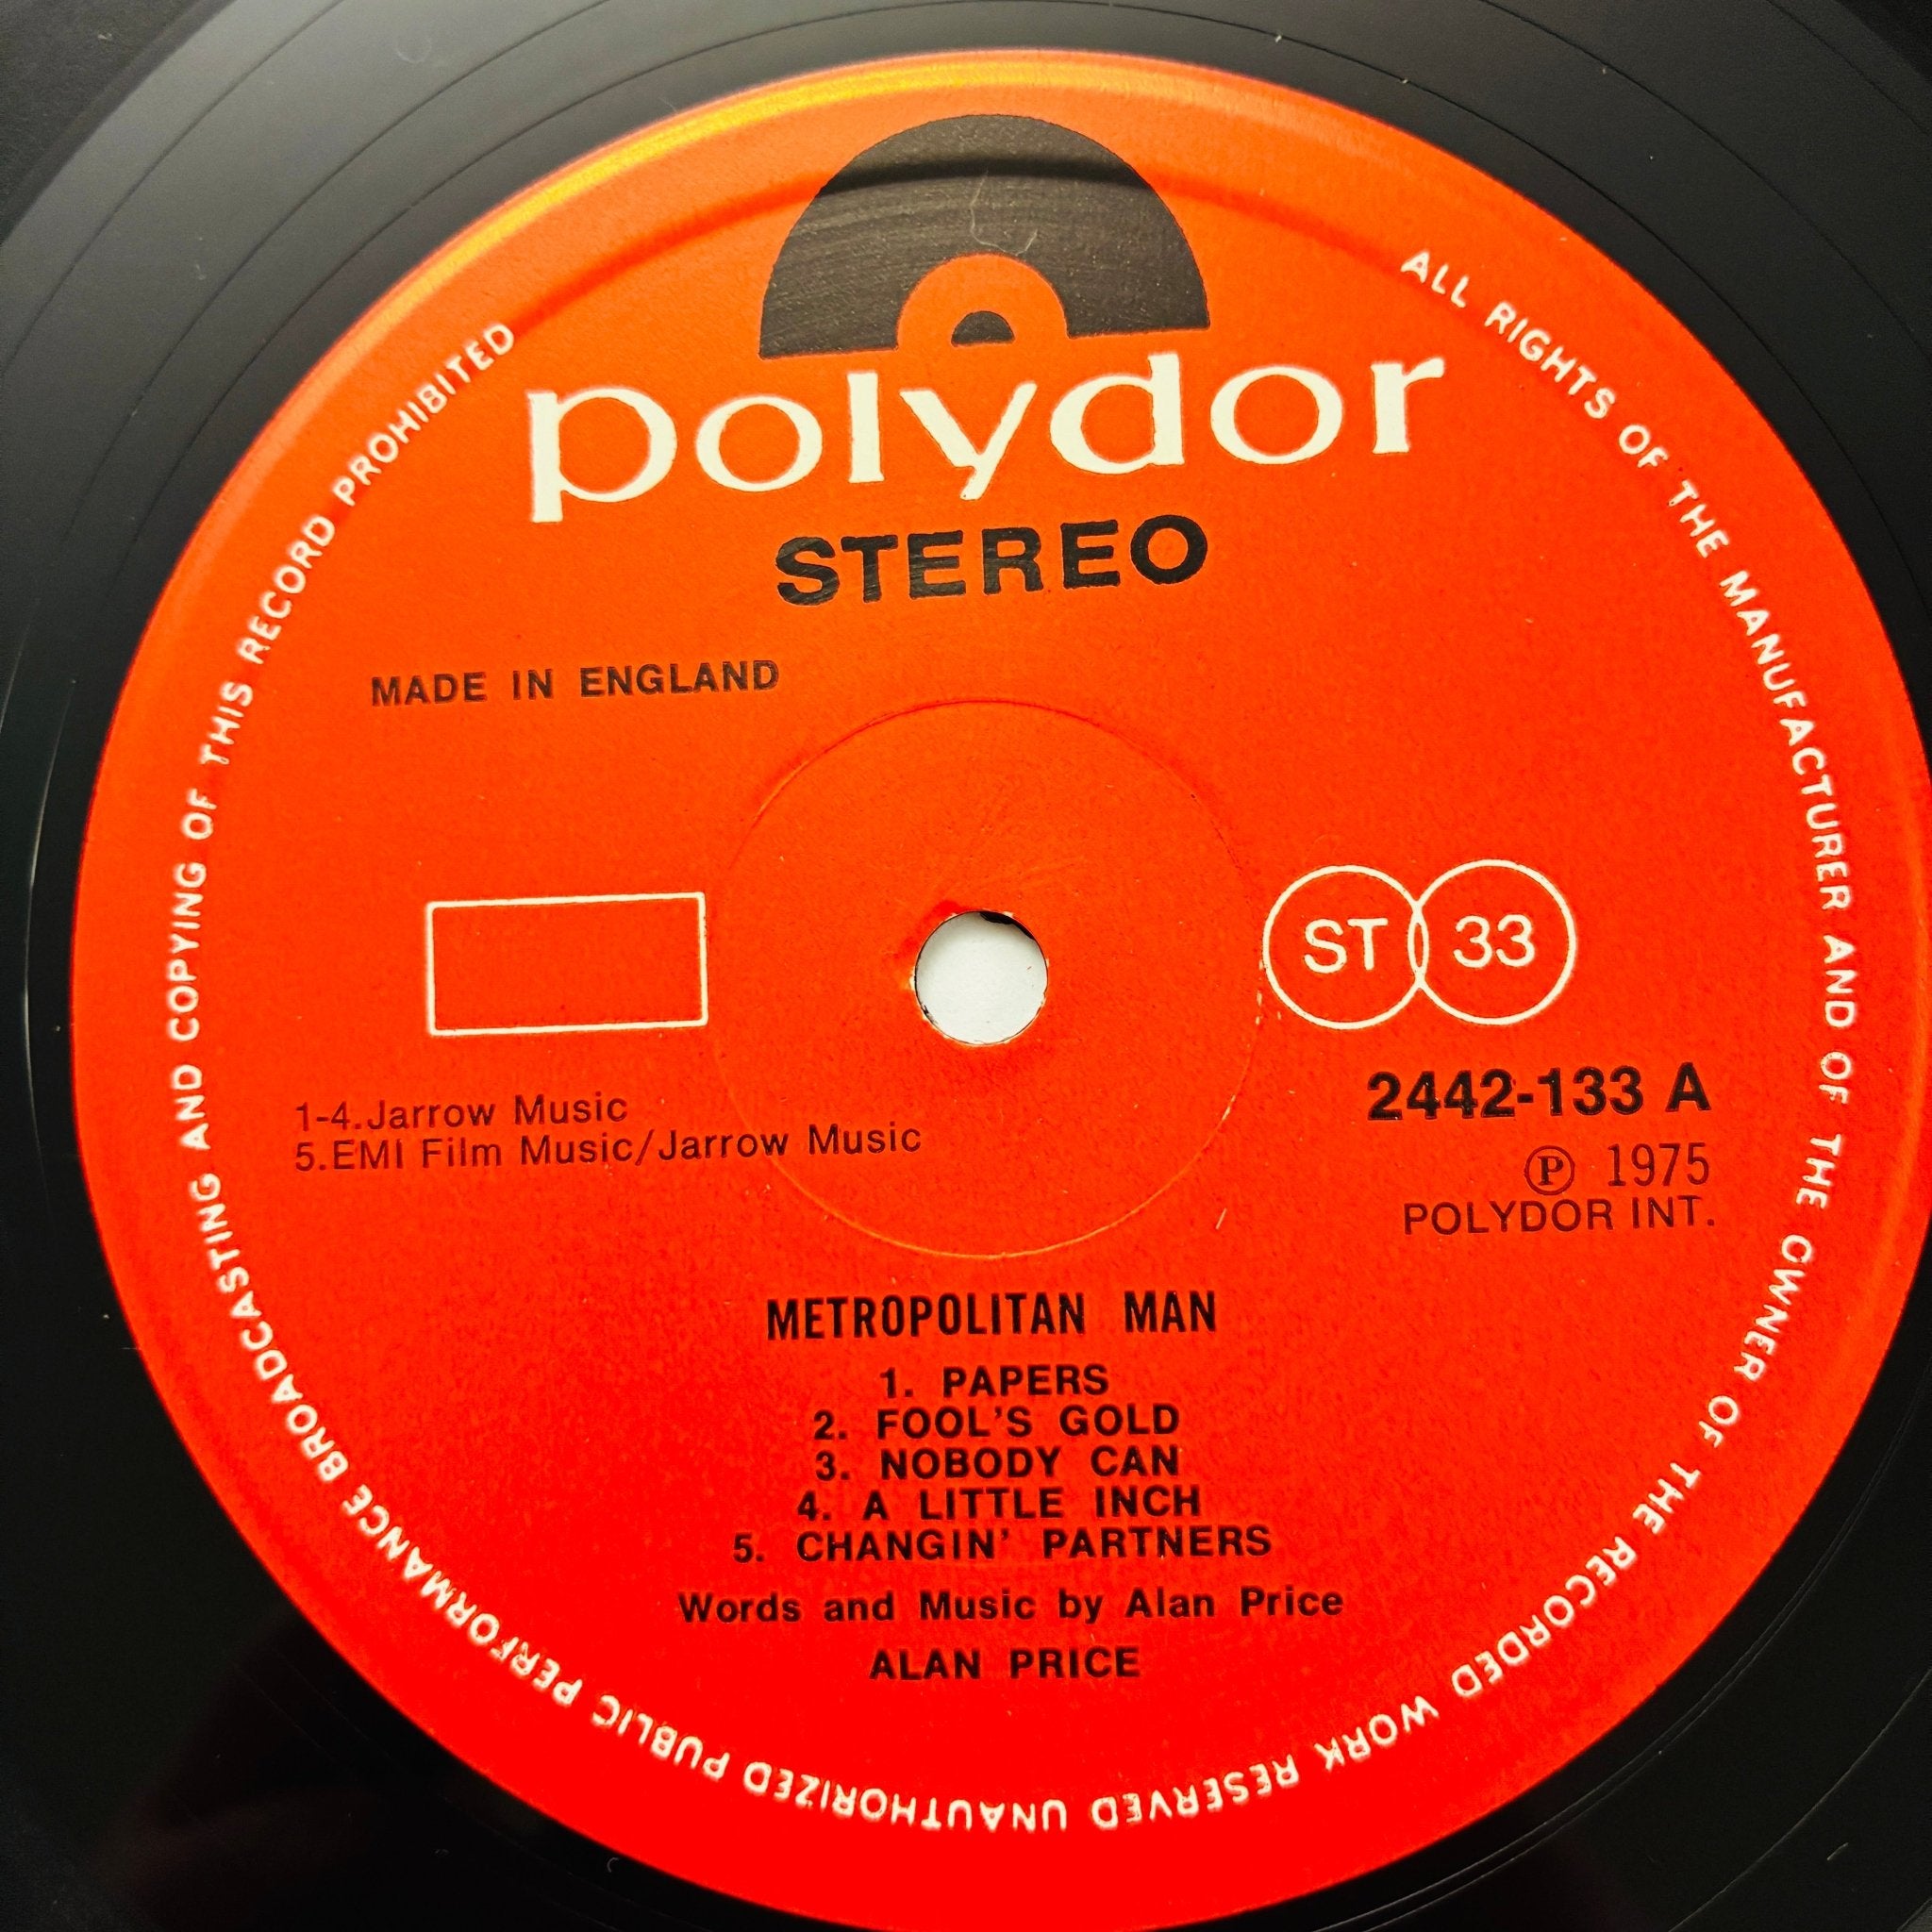 polydor
STEREO
MADE IN ENGLAND
ST 33
2442-133 A
℗ 1975
POLYDOR INT.
1-4.Jarrow Music
5.EMI Film Music/Jarrow Music
METROPOLITAN MAN
1. PAPERS
2. FOOL'S GOLD
3. NOBODY CAN
4. A LITTLE INCH
5. CHANGIN' PARTNERS
Words and Music by Alan Price
ALAN PRICE
ALL RIGHTS OF THE MANUFACTURER AND OF THE OWNER OF THE RECORDED WORK RESERVED UNAUTHORIZED PUBLIC PERFORMANCE BROADCASTING AND COPYING OF THIS RECORD PROHIBITED